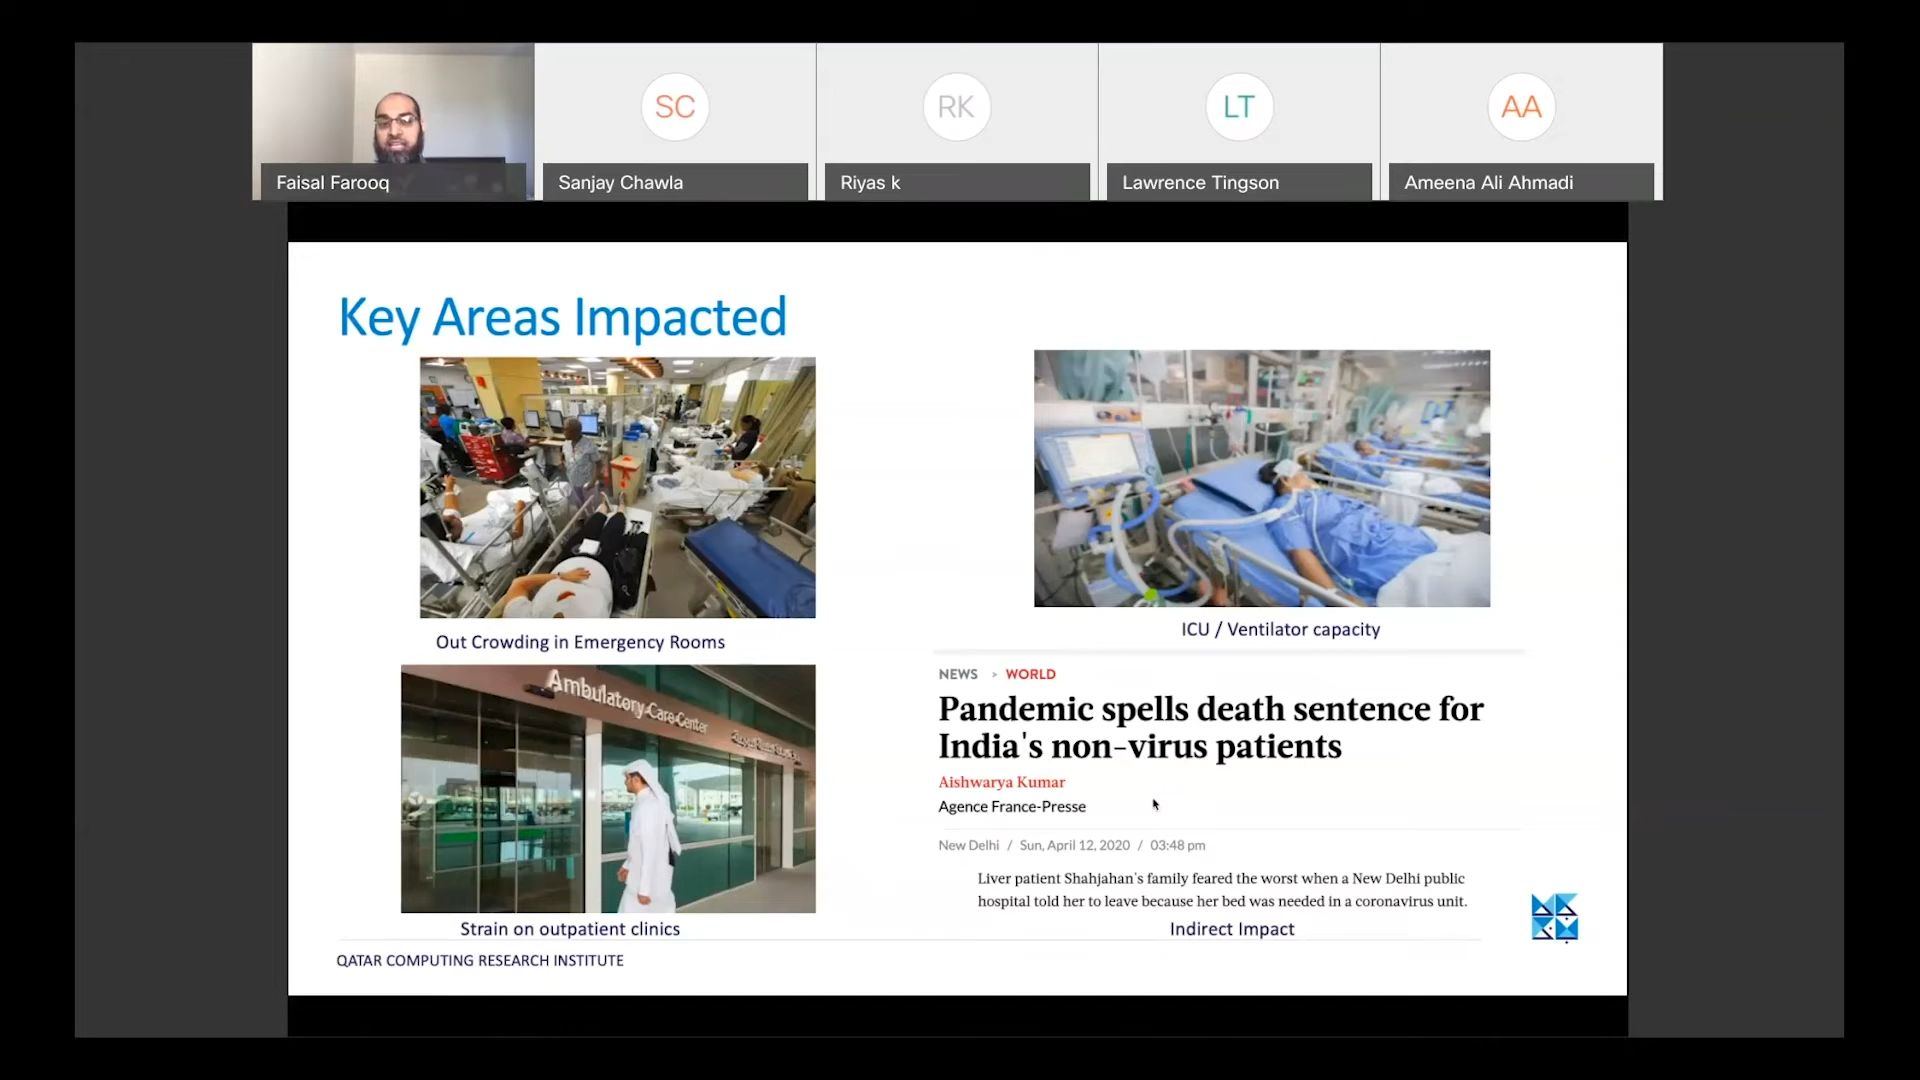 SC
RK
LT
AA
Faisal Farooq
Sanjay Chawla
Riyas k
Lawrence Tingson
Ameena Ali Ahmadi
Key Areas Impacted
Out Crowding in Emergency Rooms
ICU / Ventilator capacity
Ambulatory Care Center
Strain on outpatient clinics
NEWS > WORLD
Pandemic spells death sentence for
India's non-virus patients
Aishwarya Kumar
Agence France-Presse
New Delhi / Sun, April 12, 2020 / 03:48 pm
Liver patient Shahjahan's family feared the worst when a New Delhi public
hospital told her to leave because her bed was needed in a coronavirus unit.
Indirect Impact
QATAR COMPUTING RESEARCH INSTITUTE